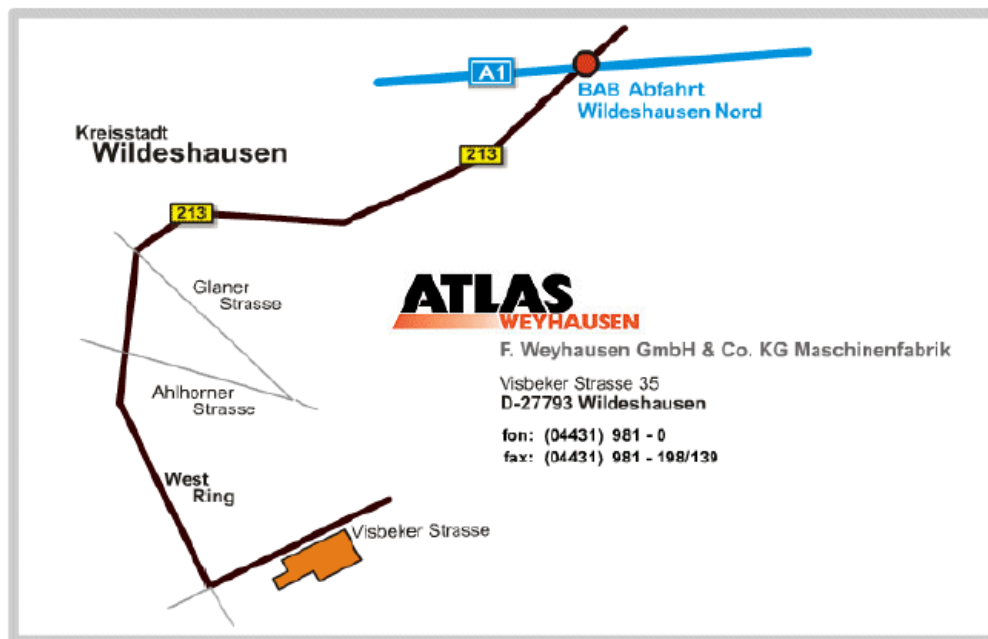 A1
BAB Abfahrt
Wildeshausen Nord
Kreisstadt
Wildeshausen
213
213
Glaner
Strasse
ATLAS
WEYHAUSEN
F. Weyhausen GmbH & Co. KG Maschinenfabrik
Visbeker Strasse 35
D-27793 Wildeshausen
fon: (04431) 981 - 0
fax: (04431) 981 - 198/139
Ahlhorner
Strasse
West
Ring
Visbeker Strasse